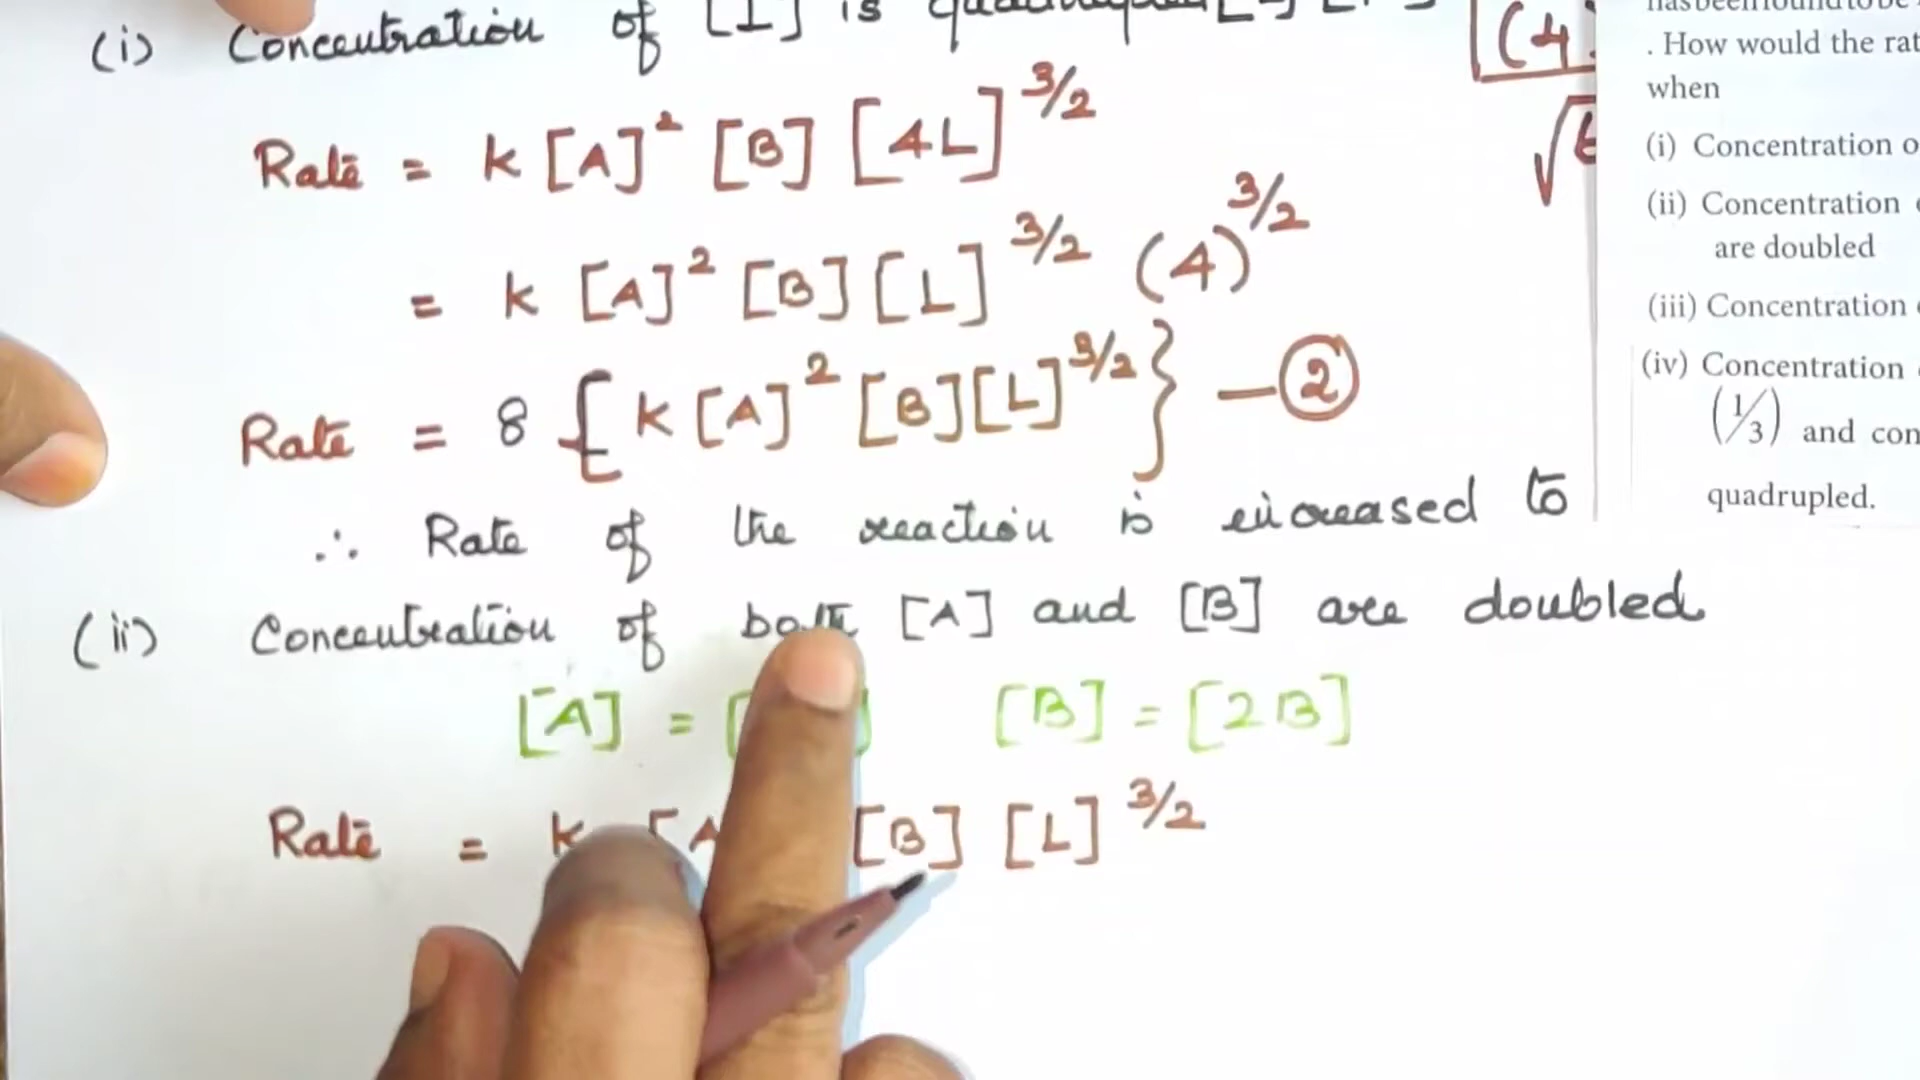 (i) Concentration of [L] is
Rate = k [A]² [B] [4L]^3/2
= k [A]² [B] [L]^3/2 (4)^3/2
Rate = 8 {k [A]² [B][L]^3/2} — ②
∴ Rate of the reaction is increased to
(ii) Concentration of both [A] and [B] are doubled
[A] = [B] = [2B]
Rate = k [A [B] [L]^3/2
(4
√6
. How would the rat
when
(i) Concentration o
(ii) Concentration
are doubled
(iii) Concentration
(iv) Concentration
(1/3) and con
quadrupled.